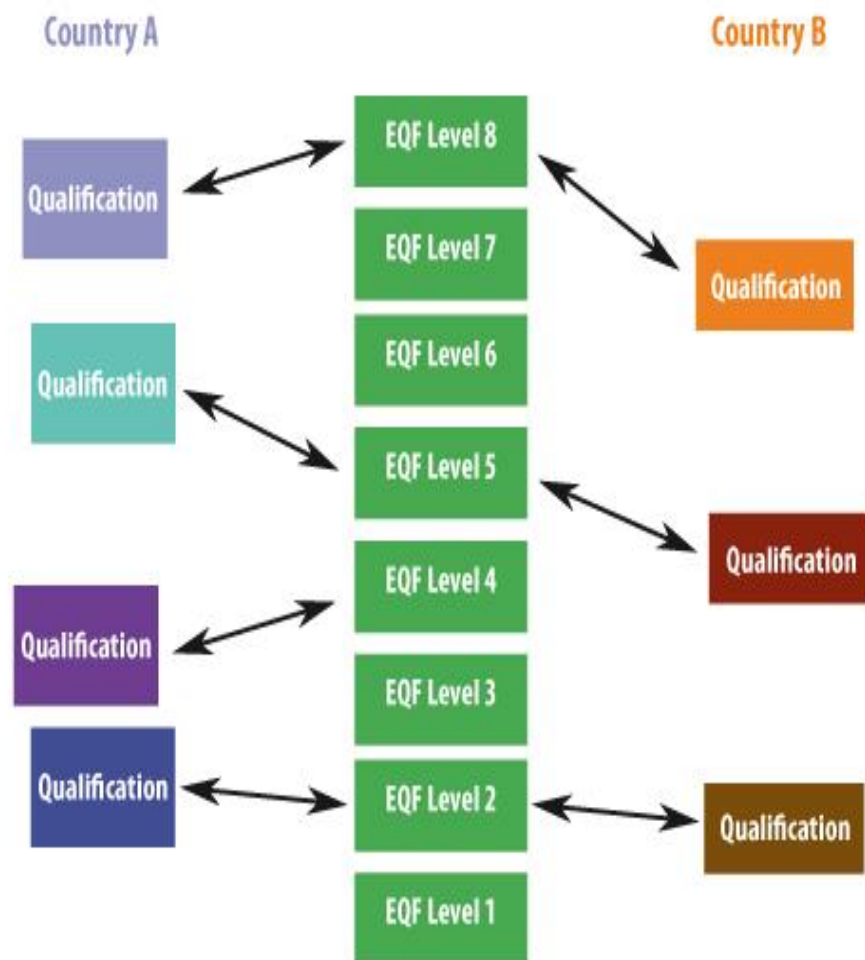 Country A
Country B
EQF Level 8
Qualification
EQF Level 7
Qualification
EQF Level 6
Qualification
EQF Level 5
Qualification
EQF Level 4
Qualification
EQF Level 3
Qualification
EQF Level 2
Qualification
EQF Level 1